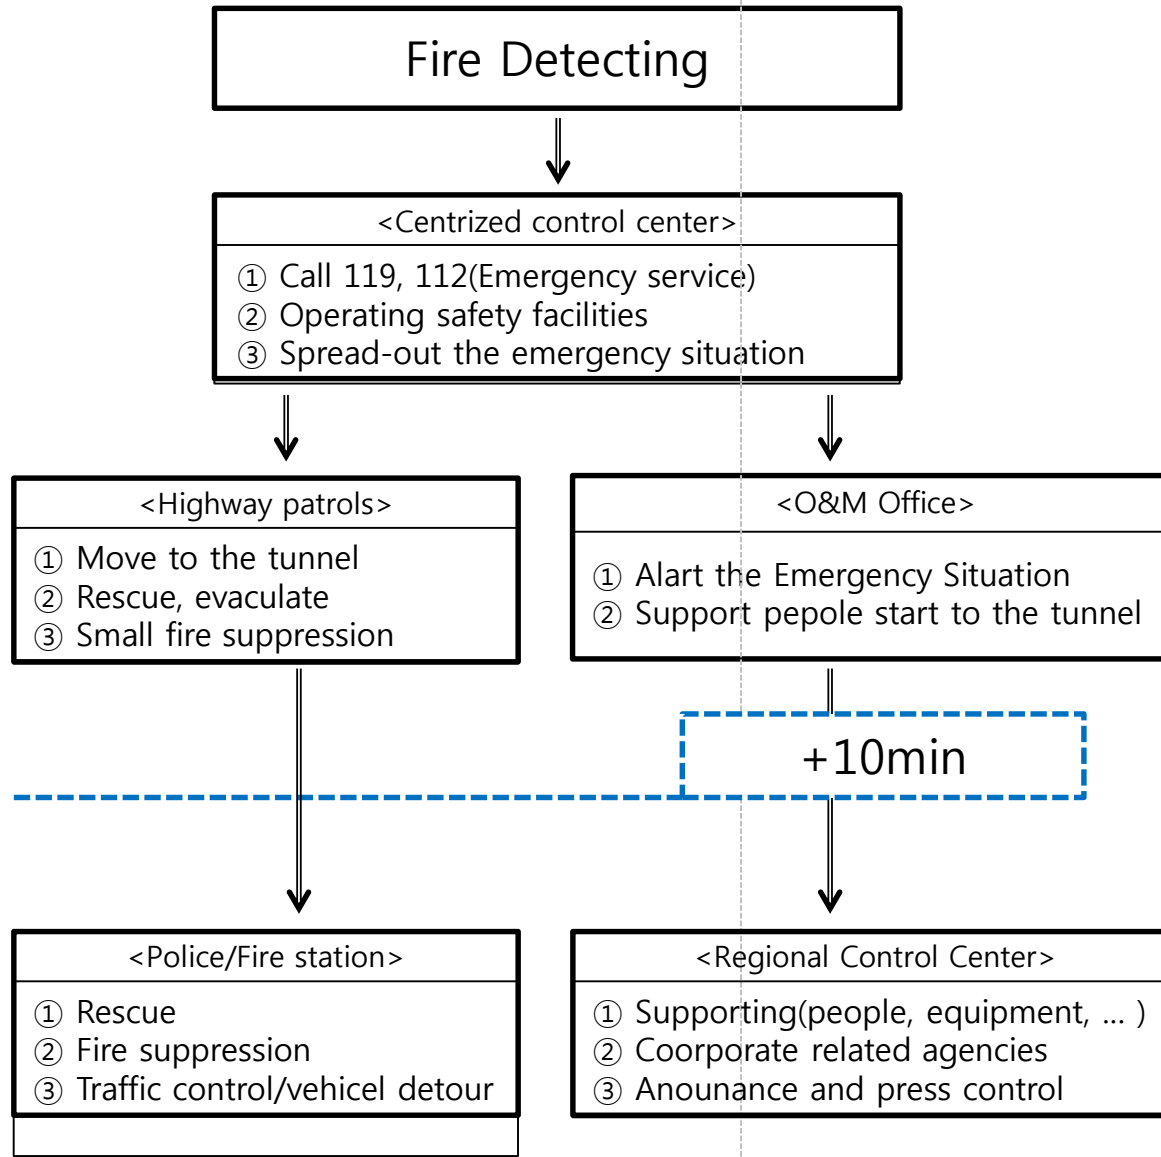 Fire Detecting
<Centrized control center>
① Call 119, 112(Emergency service)
② Operating safety facilities
③ Spread-out the emergency situation
<Highway patrols>
① Move to the tunnel
② Rescue, evaculate
③ Small fire suppression
<O&M Office>
① Alart the Emergency Situation
② Support pepole start to the tunnel
+10min
<Police/Fire station>
① Rescue
② Fire suppression
③ Traffic control/vehicel detour
<Regional Control Center>
① Supporting(people, equipment, ... )
② Coorporate related agencies
③ Anounance and press control